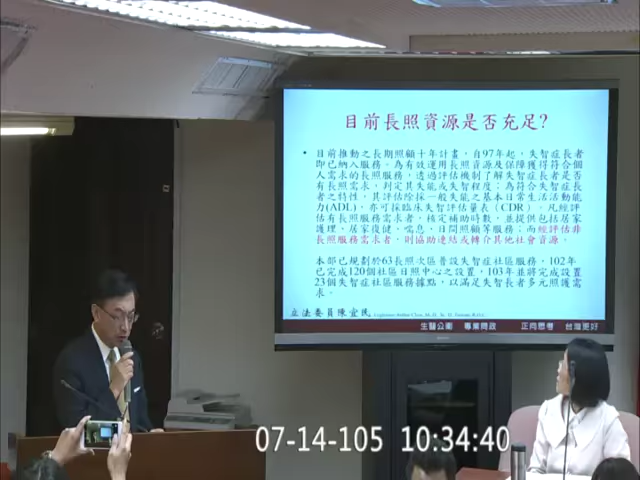 目前長照資源是否充足?
• 目前推動之長期照顧十年計畫，自97年起，失智症長者
即已納入服務。為有效運用長照資源及保障獲得符合個
人需求的長照服務，透過評估機制了解失智症長者是否
有長照需求，判定其失能或失智程度；為符合失智症長
者之特性，其評估除採一般失能之基本日常生活活動能
力(ADL)，亦可採臨床失智評估量表（CDR）。凡經評
估有長照服務需求者，核定補助時數，並提供包括居家
護理、居家復健、喘息、日間照顧等服務；而經評估非
長照服務需求者，則協助連結或轉介其他社會資源。
本部已規劃於63長照次區普設失智症社區服務，102年
已完成120個社區日照中心之設置，103年並將完成設置
23個失智症社區服務據點，以滿足失智長者多元照護需
求。
立法委員陳宜民
生醫公衛 專業問政 正向思考 台灣更好
07-14-105 10:34:40